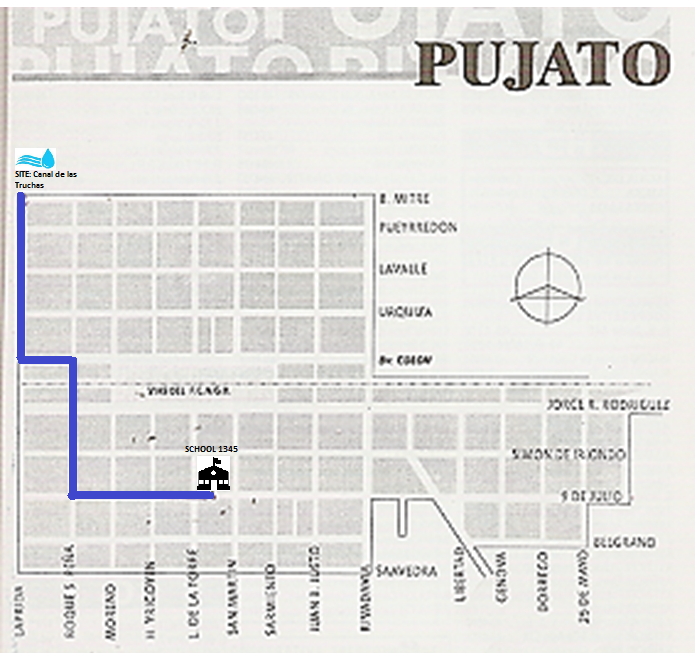 PUJATO
PUJATO
PUJATO
SITE: Canal de las
Truchas
B. MITRE
PUEYRREDON
LAVALLE
URQUIZA
Bv. COLON
JORGE R. RODRIGUEZ
SCHOOL 1345
SIMON DE IRIONDO
9 DE JULIO
BELGRANO
SAAVEDRA
LAPRIDA
ROQUE S. PEÑA
MORENO
H. YRIGOYEN
L. DE LA TORRE
SAN MARTIN
SARMIENTO
JUAN B. JUSTO
RIVADAVIA
LIBERTAD
GENOVA
DORREGO
25 DE MAYO